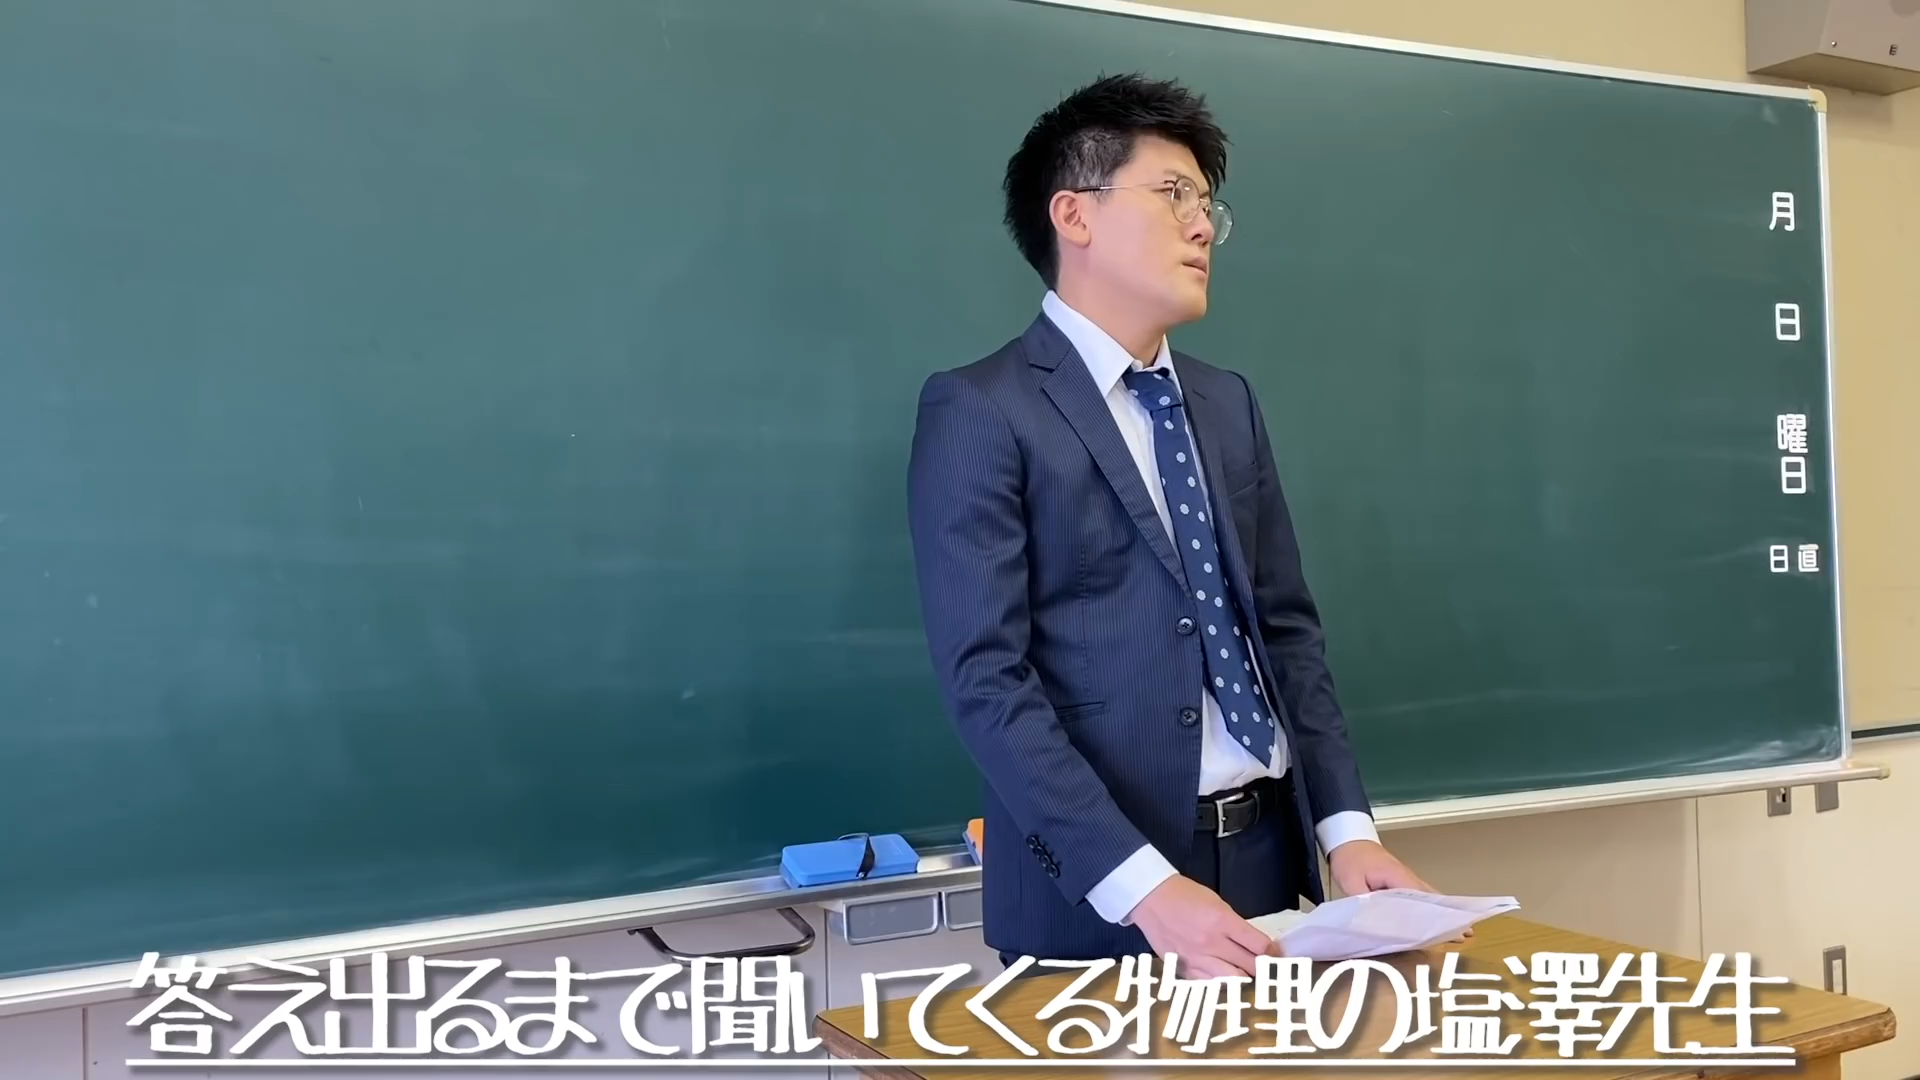 月
日
曜
日
日直
答え出るまで聞いてくる物理の塩澤先生